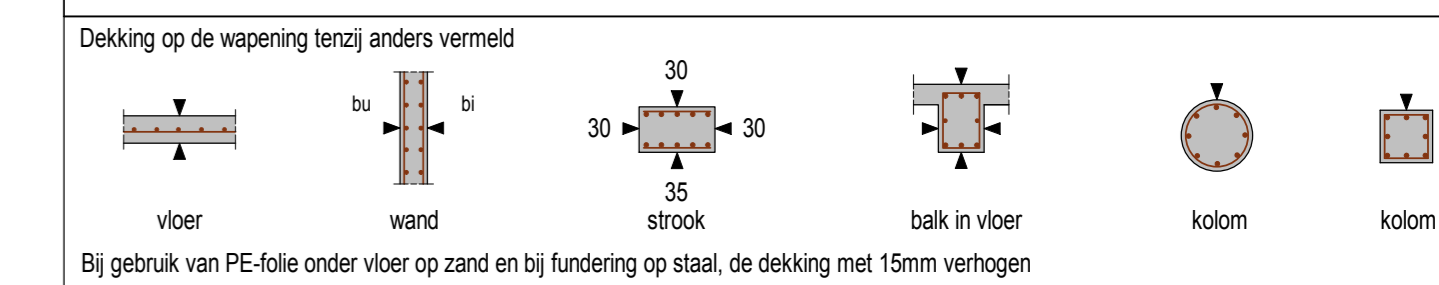 Dekking op de wapening tenzij anders vermeld
30
bu bi
30 30
35
vloer wand strook balk in vloer kolom kolom
Bij gebruik van PE-folie onder vloer op zand en bij fundering op staal, de dekking met 15mm verhogen